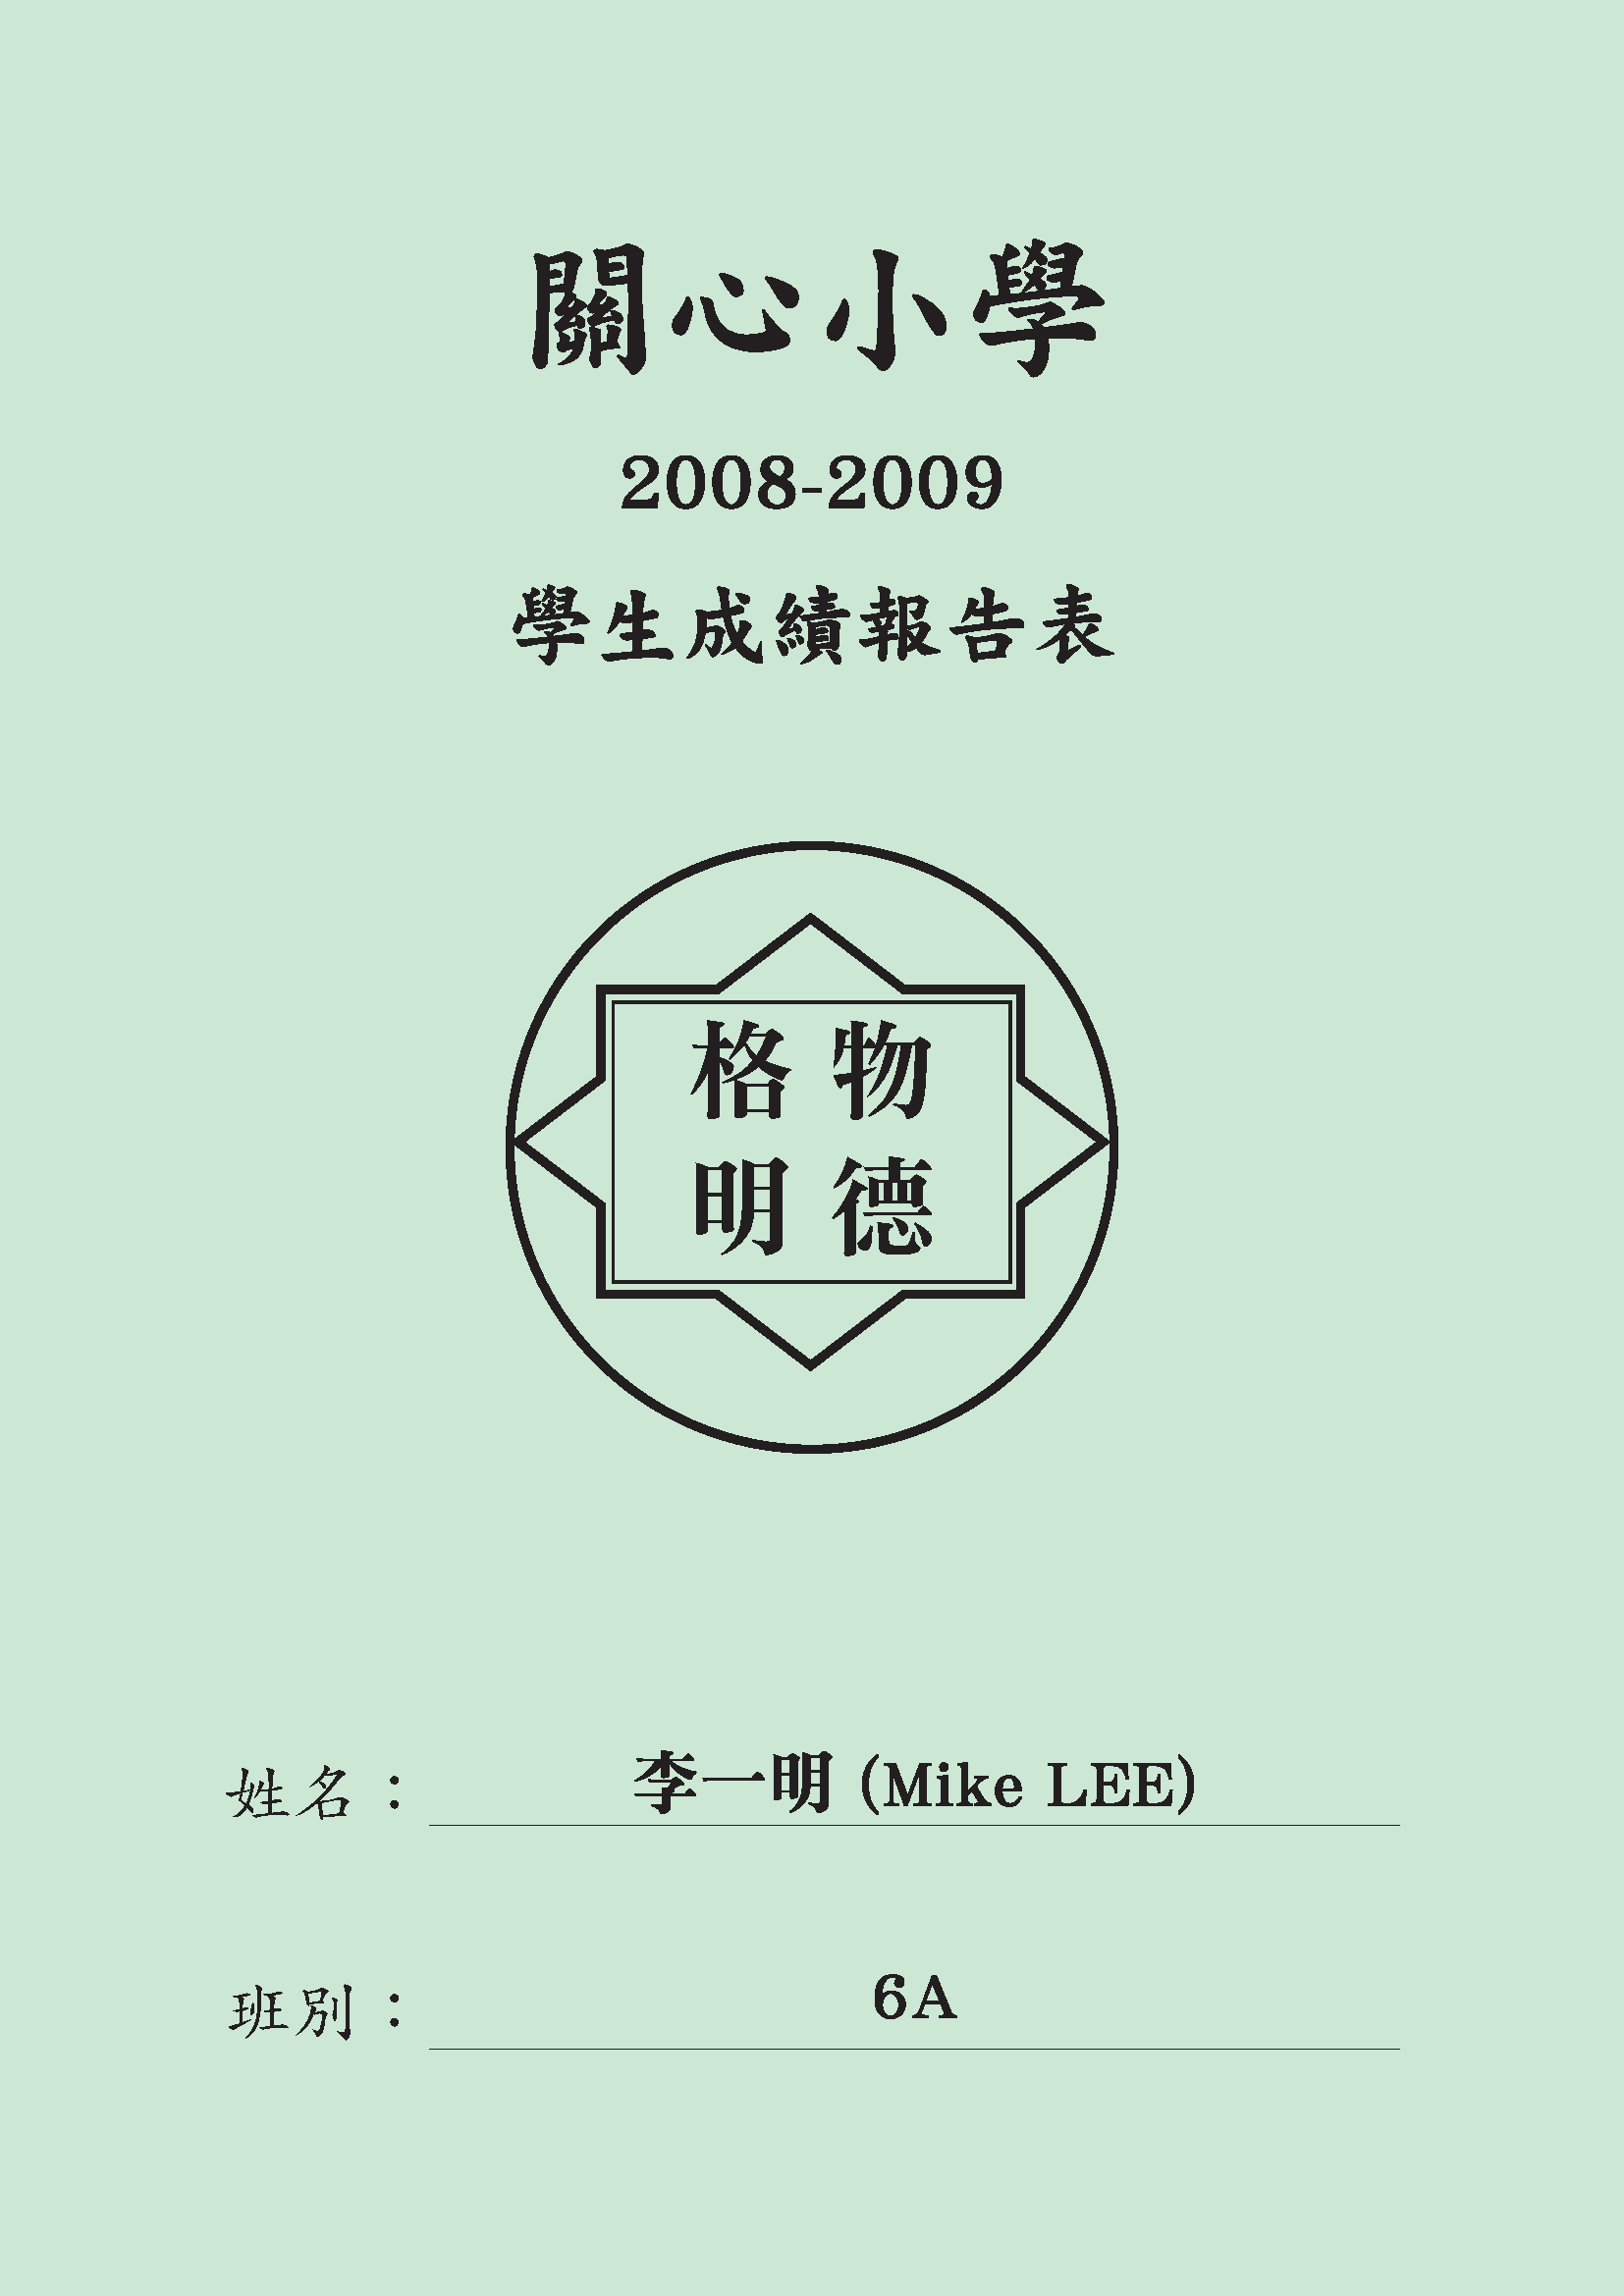 關心小學
2008-2009
學生成績報告表
格物
明德
姓名：李一明 (Mike LEE)
班別：6A